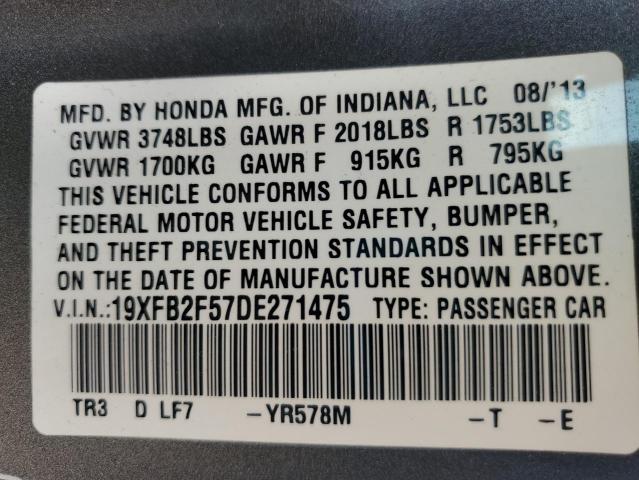 MFD. BY HONDA MFG. OF INDIANA, LLC 08/'13
GVWR 3748LBS GAWR F 2018LBS R 1753LBS
GVWR 1700KG GAWR F 915KG R 795KG
THIS VEHICLE CONFORMS TO ALL APPLICABLE
FEDERAL MOTOR VEHICLE SAFETY, BUMPER,
AND THEFT PREVENTION STANDARDS IN EFFECT
ON THE DATE OF MANUFACTURE SHOWN ABOVE.
V.I.N.:19XFB2F57DE271475 TYPE: PASSENGER CAR
TR3 D LF7 -YR578M -T -E